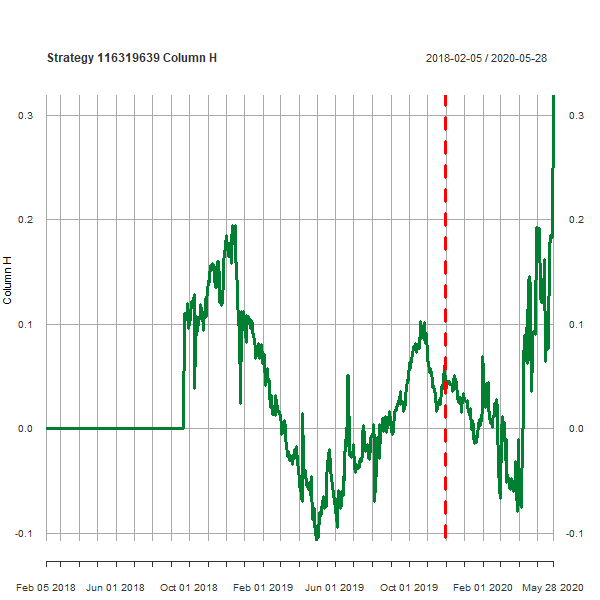 Strategy 116319639 Column H
2018-02-05 / 2020-05-28
0.3
0.3
0.2
0.2
Column H
0.1
0.1
0.0
0.0
-0.1
-0.1
Feb 05 2018
Jun 01 2018
Oct 01 2018
Feb 01 2019
Jun 01 2019
Oct 01 2019
Feb 01 2020
May 28 2020